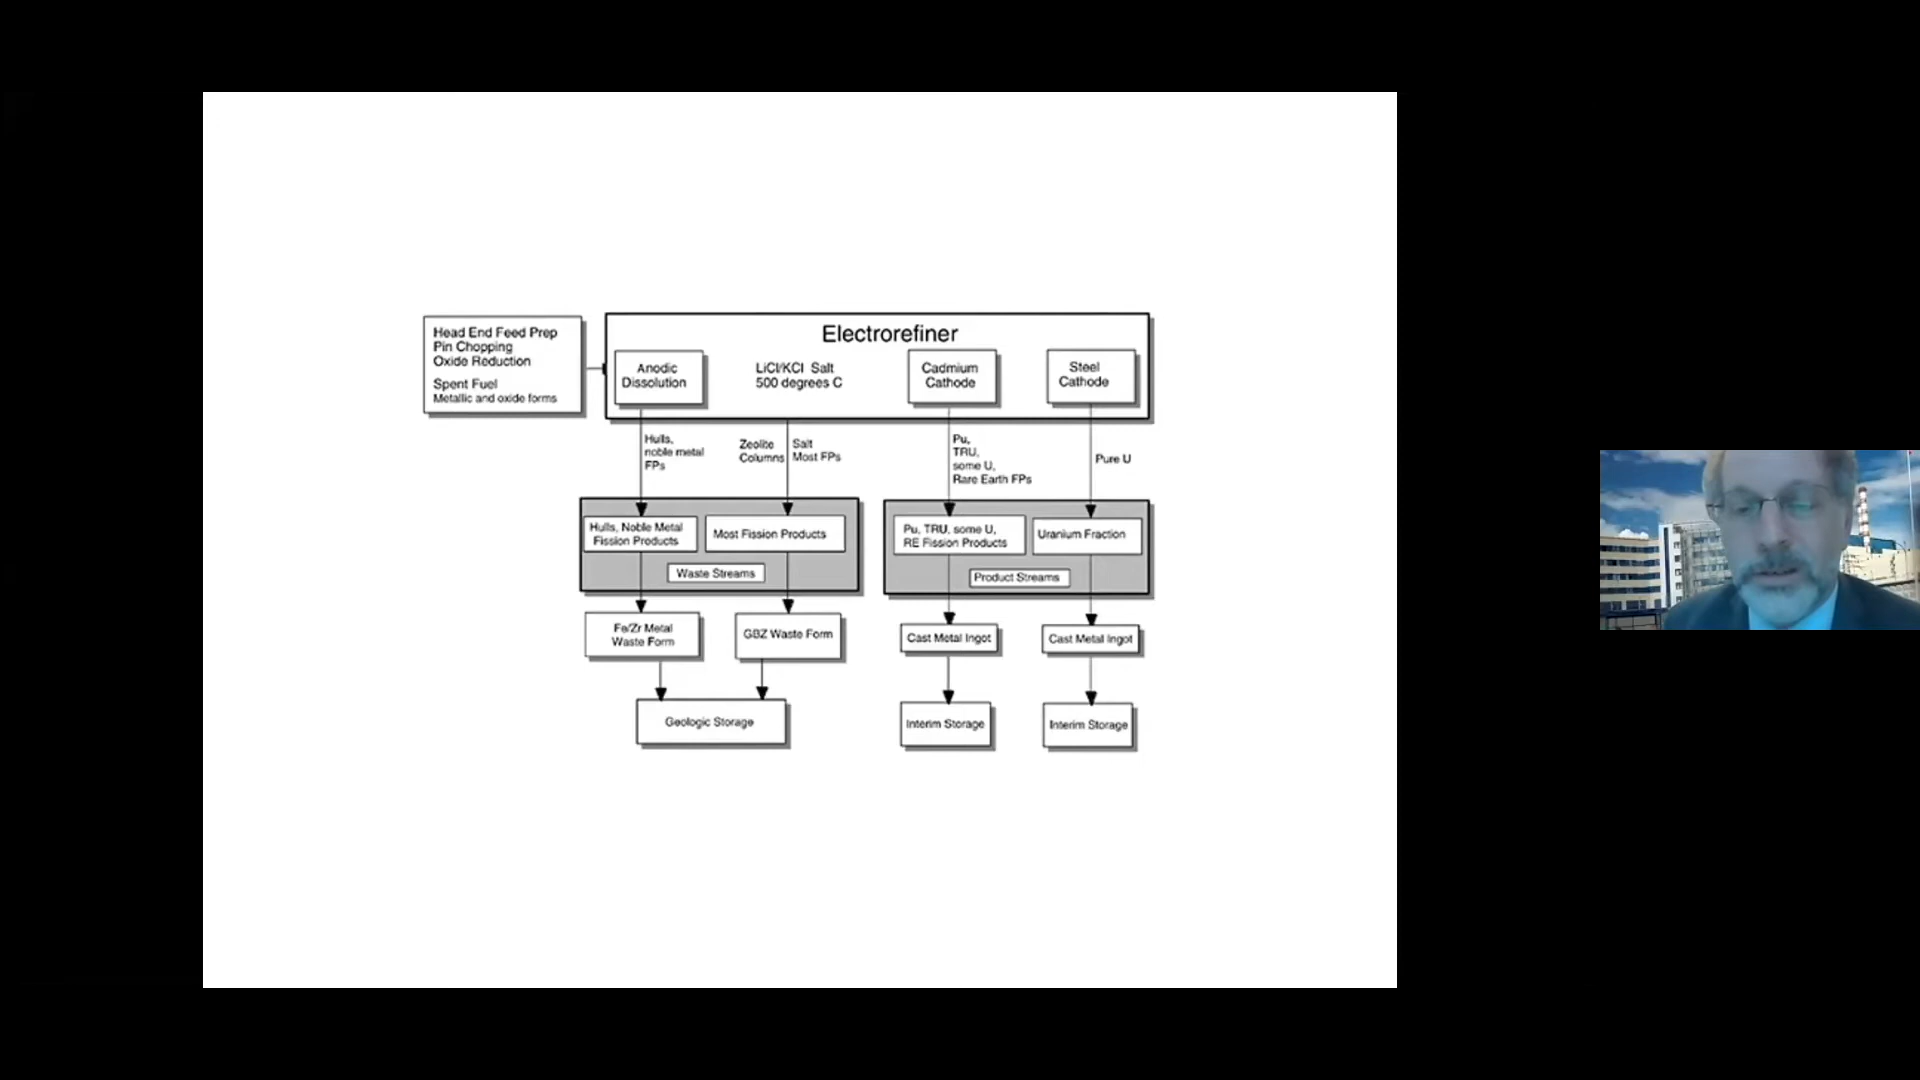 Head End Feed Prep
Pin Chopping
Oxide Reduction
Spent Fuel
Metallic and oxide forms
Electrorefiner
Anodic
Dissolution
LiCl/KCl Salt
500 degrees C
Cadmium
Cathode
Steel
Cathode
Hulls,
noble metal
FPs
Zeolite
Columns
Salt
Most FPs
Pu,
TRU,
some U,
Rare Earth FPs
Pure U
Hulls, Noble Metal
Fission Products
Most Fission Products
Waste Streams
Pu, TRU, some U,
RE Fission Products
Uranium Fraction
Product Streams
Fe/Zr Metal
Waste Form
GBZ Waste Form
Cast Metal Ingot
Cast Metal Ingot
Geologic Storage
Interim Storage
Interim Storage